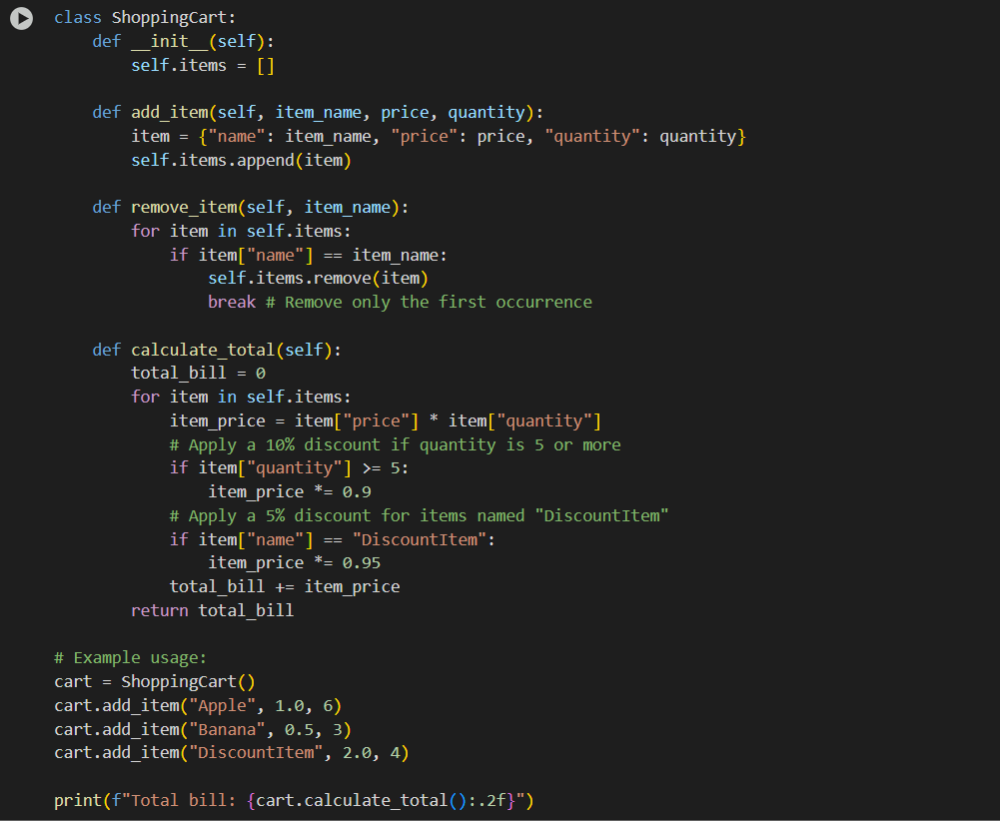 class ShoppingCart:
    def __init__(self):
        self.items = []

    def add_item(self, item_name, price, quantity):
        item = {"name": item_name, "price": price, "quantity": quantity}
        self.items.append(item)

    def remove_item(self, item_name):
        for item in self.items:
            if item["name"] == item_name:
                self.items.remove(item)
                break # Remove only the first occurrence

    def calculate_total(self):
        total_bill = 0
        for item in self.items:
            item_price = item["price"] * item["quantity"]
            # Apply a 10% discount if quantity is 5 or more
            if item["quantity"] >= 5:
                item_price *= 0.9
            # Apply a 5% discount for items named "DiscountItem"
            if item["name"] == "DiscountItem":
                item_price *= 0.95
            total_bill += item_price
        return total_bill

# Example usage:
cart = ShoppingCart()
cart.add_item("Apple", 1.0, 6)
cart.add_item("Banana", 0.5, 3)
cart.add_item("DiscountItem", 2.0, 4)

print(f"Total bill: {cart.calculate_total():.2f}")